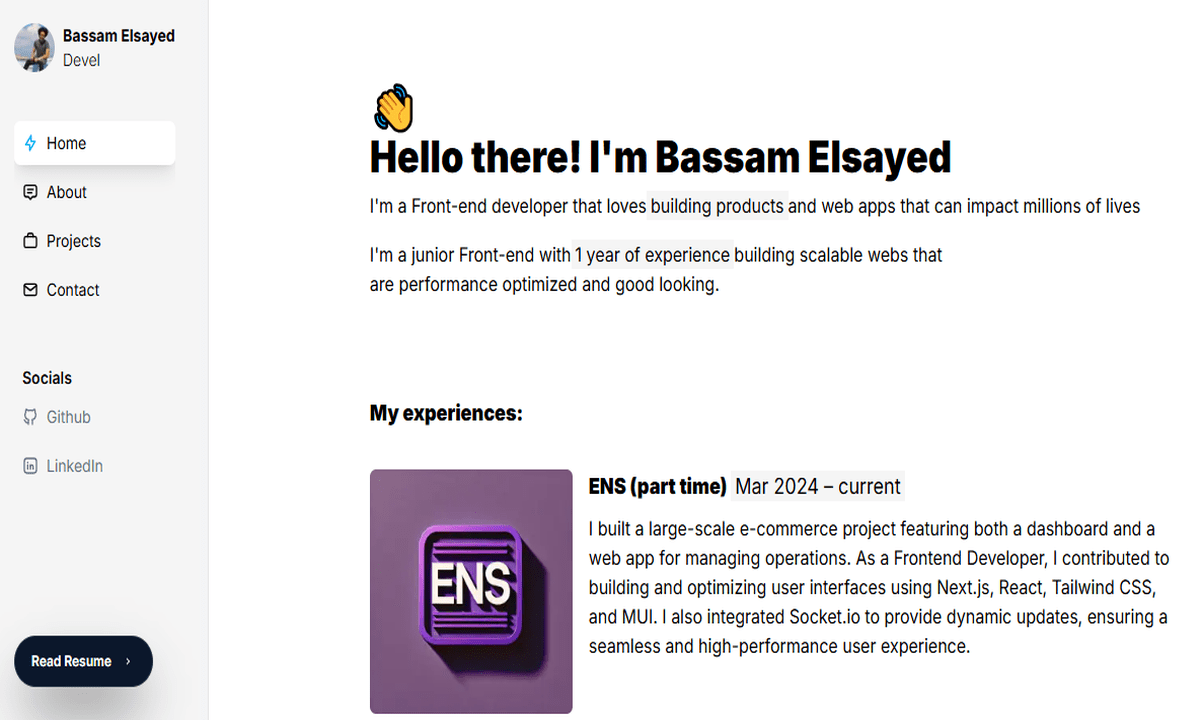 Bassam Elsayed
Devel
Home
About
Projects
Contact
Socials
Github
LinkedIn
Read Resume
Hello there! I'm Bassam Elsayed
I'm a Front-end developer that loves building products and web apps that can impact millions of lives
I'm a junior Front-end with 1 year of experience building scalable webs that
are performance optimized and good looking.
My experiences:
ENS
ENS (part time) Mar 2024 – current
I built a large-scale e-commerce project featuring both a dashboard and a
web app for managing operations. As a Frontend Developer, I contributed to
building and optimizing user interfaces using Next.js, React, Tailwind CSS,
and MUI. I also integrated Socket.io to provide dynamic updates, ensuring a
seamless and high-performance user experience.